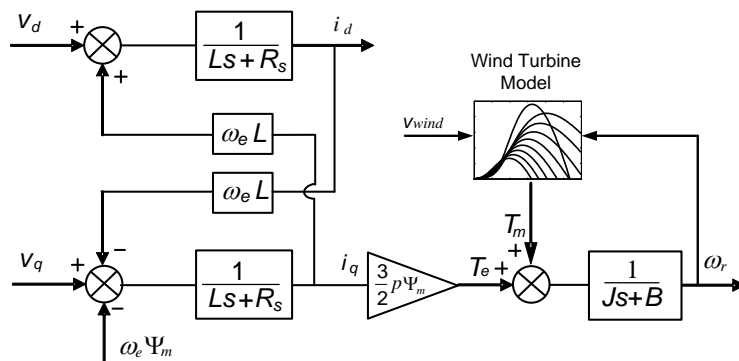 v_d
+
+
1
Ls+R_s
i_d
ω_e L
ω_e L
v_q
+
−
−
1
Ls+R_s
i_q
ω_e Ψ_m
3
2
pΨ_m
Wind Turbine
Model
v_wind
T_m
+
T_e
+
1
Js+B
ω_r